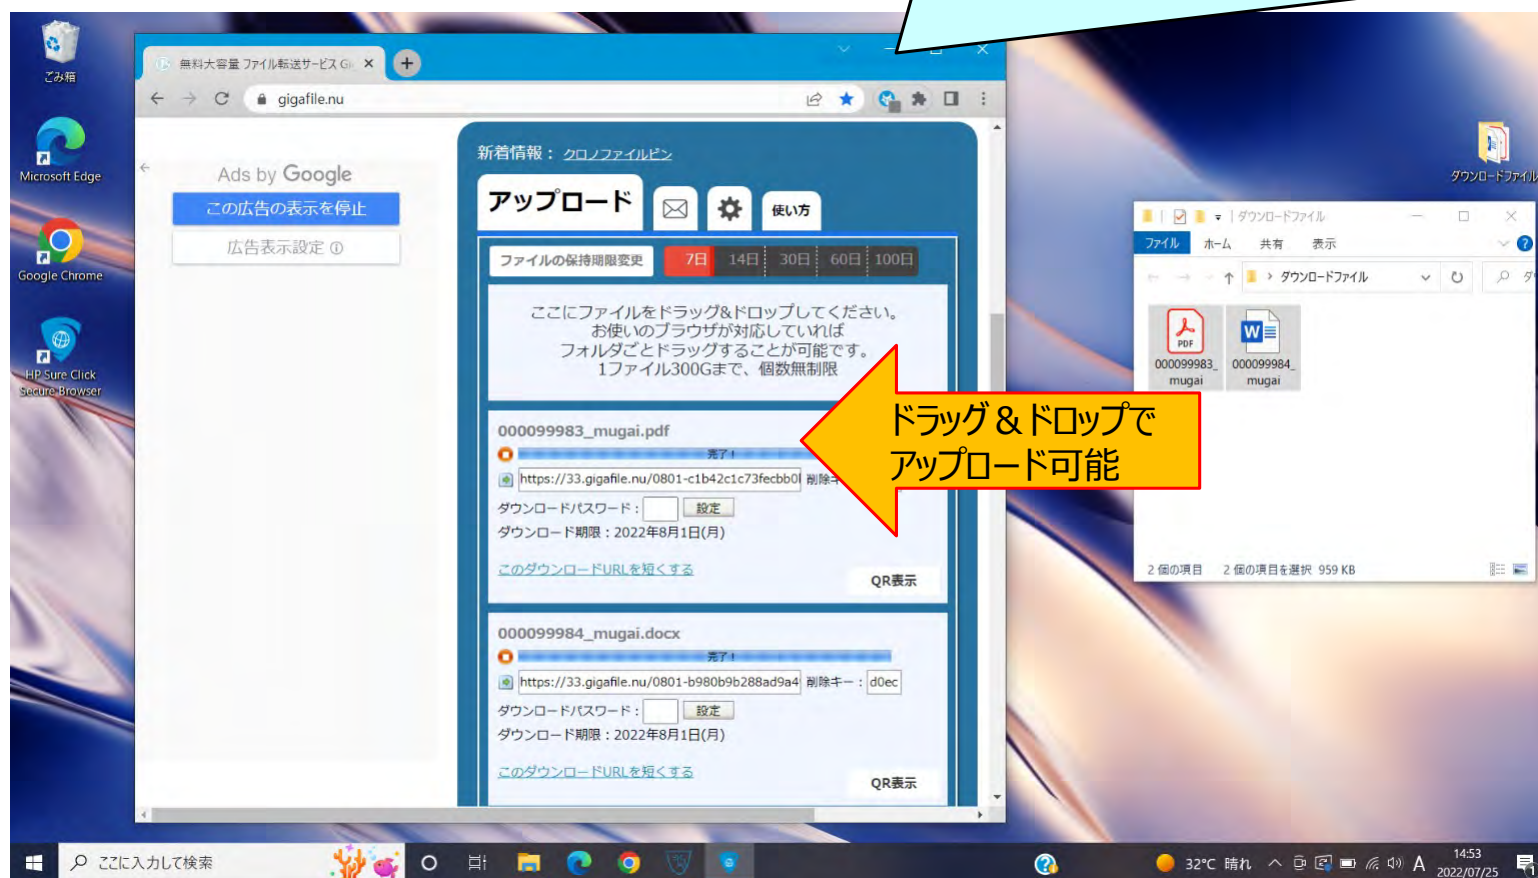 ごみ箱
Microsoft Edge
Google Chrome
HP Sure Click
Secure Browser
無料大容量 ファイル転送サービス G
gigafile.nu
Ads by Google
この広告の表示を停止
広告表示設定
新着情報： クロノファイルピン
アップロード
使い方
ファイルの保持期限変更
7日 14日 30日 60日 100日
ここにファイルをドラッグ&ドロップしてください。
お使いのブラウザが対応していれば
フォルダごとドラッグすることが可能です。
1ファイル300Gまで、個数無制限
000099983_mugai.pdf
完了！
https://33.gigafile.nu/0801-c1b42c1c73fecbb0 削除キ
ダウンロードパスワード： 設定
ダウンロード期限：2022年8月1日(月)
このダウンロードURLを短くする
QR表示
000099984_mugai.docx
完了！
https://33.gigafile.nu/0801-b980b9b288ad9a4 削除キー： d0ec
ダウンロードパスワード： 設定
ダウンロード期限：2022年8月1日(月)
このダウンロードURLを短くする
QR表示
ドラッグ＆ドロップで
アップロード可能
ダウンロードファイル
ダウンロードファイル
ファイル ホーム 共有 表示
ダウンロードファイル
PDF
000099983_
mugai
000099984_
mugai
2 個の項目 2 個の項目を選択 959 KB
ここに入力して検索
32°C 晴れ
A
14:53
2022/07/25